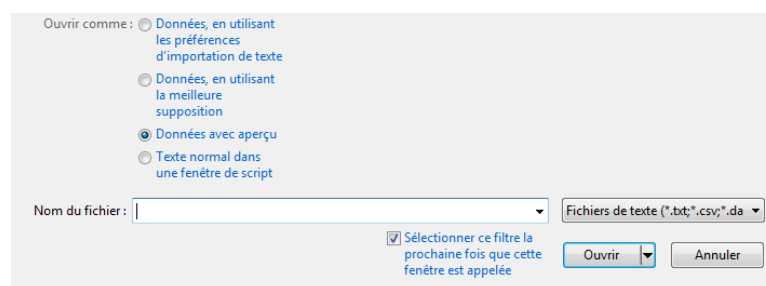 Ouvrir comme : Données, en utilisant
les préférences
d'importation de texte
Données, en utilisant
la meilleure
supposition
Données avec aperçu
Texte normal dans
une fenêtre de script
Nom du fichier : Fichiers de texte (*.txt;*.csv;*.da
Sélectionner ce filtre la
prochaine fois que cette
fenêtre est appelée
Ouvrir Annuler